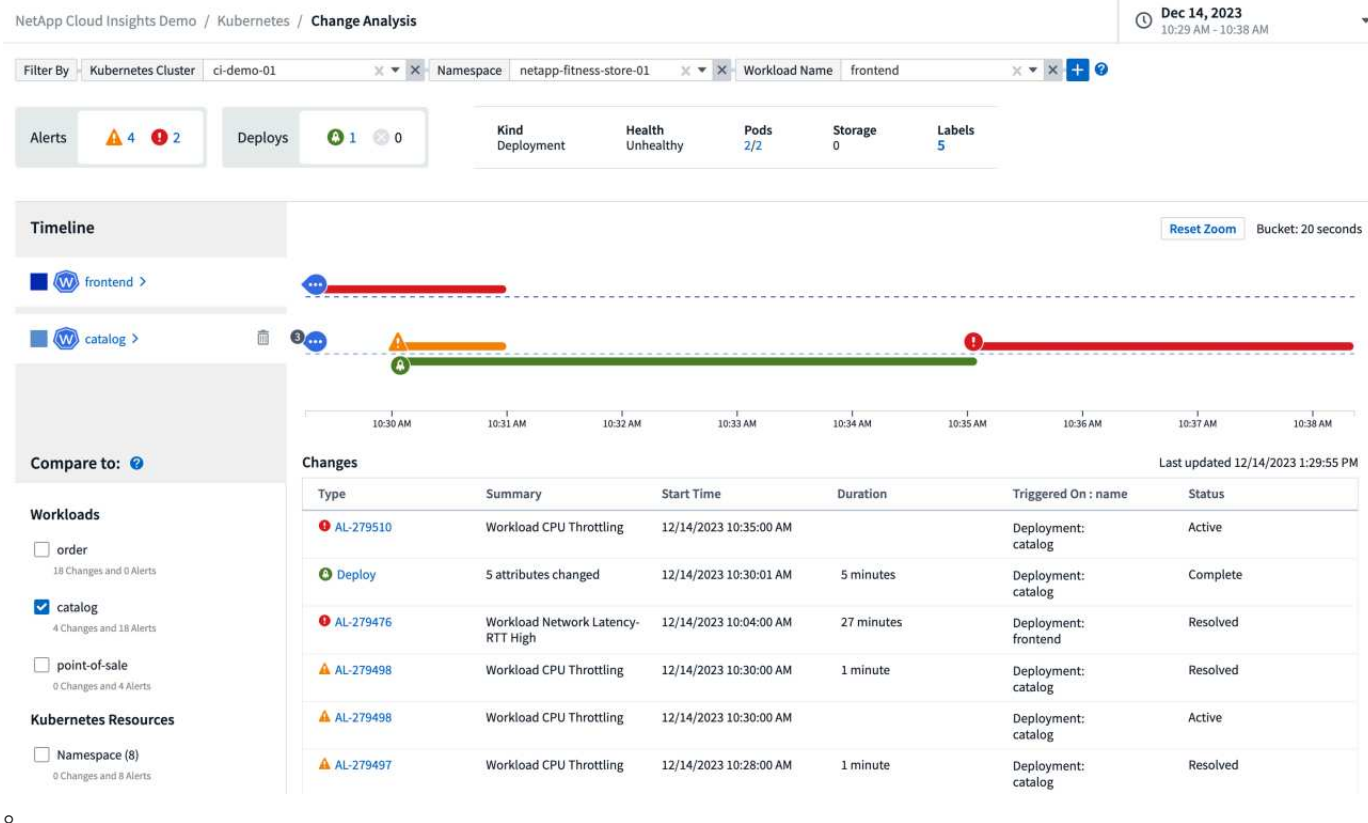 NetApp Cloud Insights Demo / Kubernetes / Change Analysis
Dec 14, 2023
10:29 AM - 10:38 AM
Filter By Kubernetes Cluster ci-demo-01 Namespace netapp-fitness-store-01 Workload Name frontend
Alerts 4 2 Deploys 1 0
Kind Health Pods Storage Labels
Deployment Unhealthy 2/2 0 5
Timeline
Reset Zoom Bucket: 20 seconds
W frontend >
W catalog > 3
10:30 AM 10:31 AM 10:32 AM 10:33 AM 10:34 AM 10:35 AM 10:36 AM 10:37 AM 10:38 AM
Compare to: ?
Workloads
order
18 Changes and 0 Alerts
catalog
4 Changes and 18 Alerts
point-of-sale
0 Changes and 4 Alerts
Kubernetes Resources
Namespace (8)
0 Changes and 8 Alerts
Changes Last updated 12/14/2023 1:29:55 PM
Type Summary Start Time Duration Triggered On : name Status
AL-279510 Workload CPU Throttling 12/14/2023 10:35:00 AM Deployment: Active
catalog
Deploy 5 attributes changed 12/14/2023 10:30:01 AM 5 minutes Deployment: Complete
catalog
AL-279476 Workload Network Latency- 12/14/2023 10:04:00 AM 27 minutes Deployment: Resolved
RTT High frontend
AL-279498 Workload CPU Throttling 12/14/2023 10:30:00 AM 1 minute Deployment: Resolved
catalog
AL-279498 Workload CPU Throttling 12/14/2023 10:30:00 AM Deployment: Active
catalog
AL-279497 Workload CPU Throttling 12/14/2023 10:28:00 AM 1 minute Deployment: Resolved
catalog